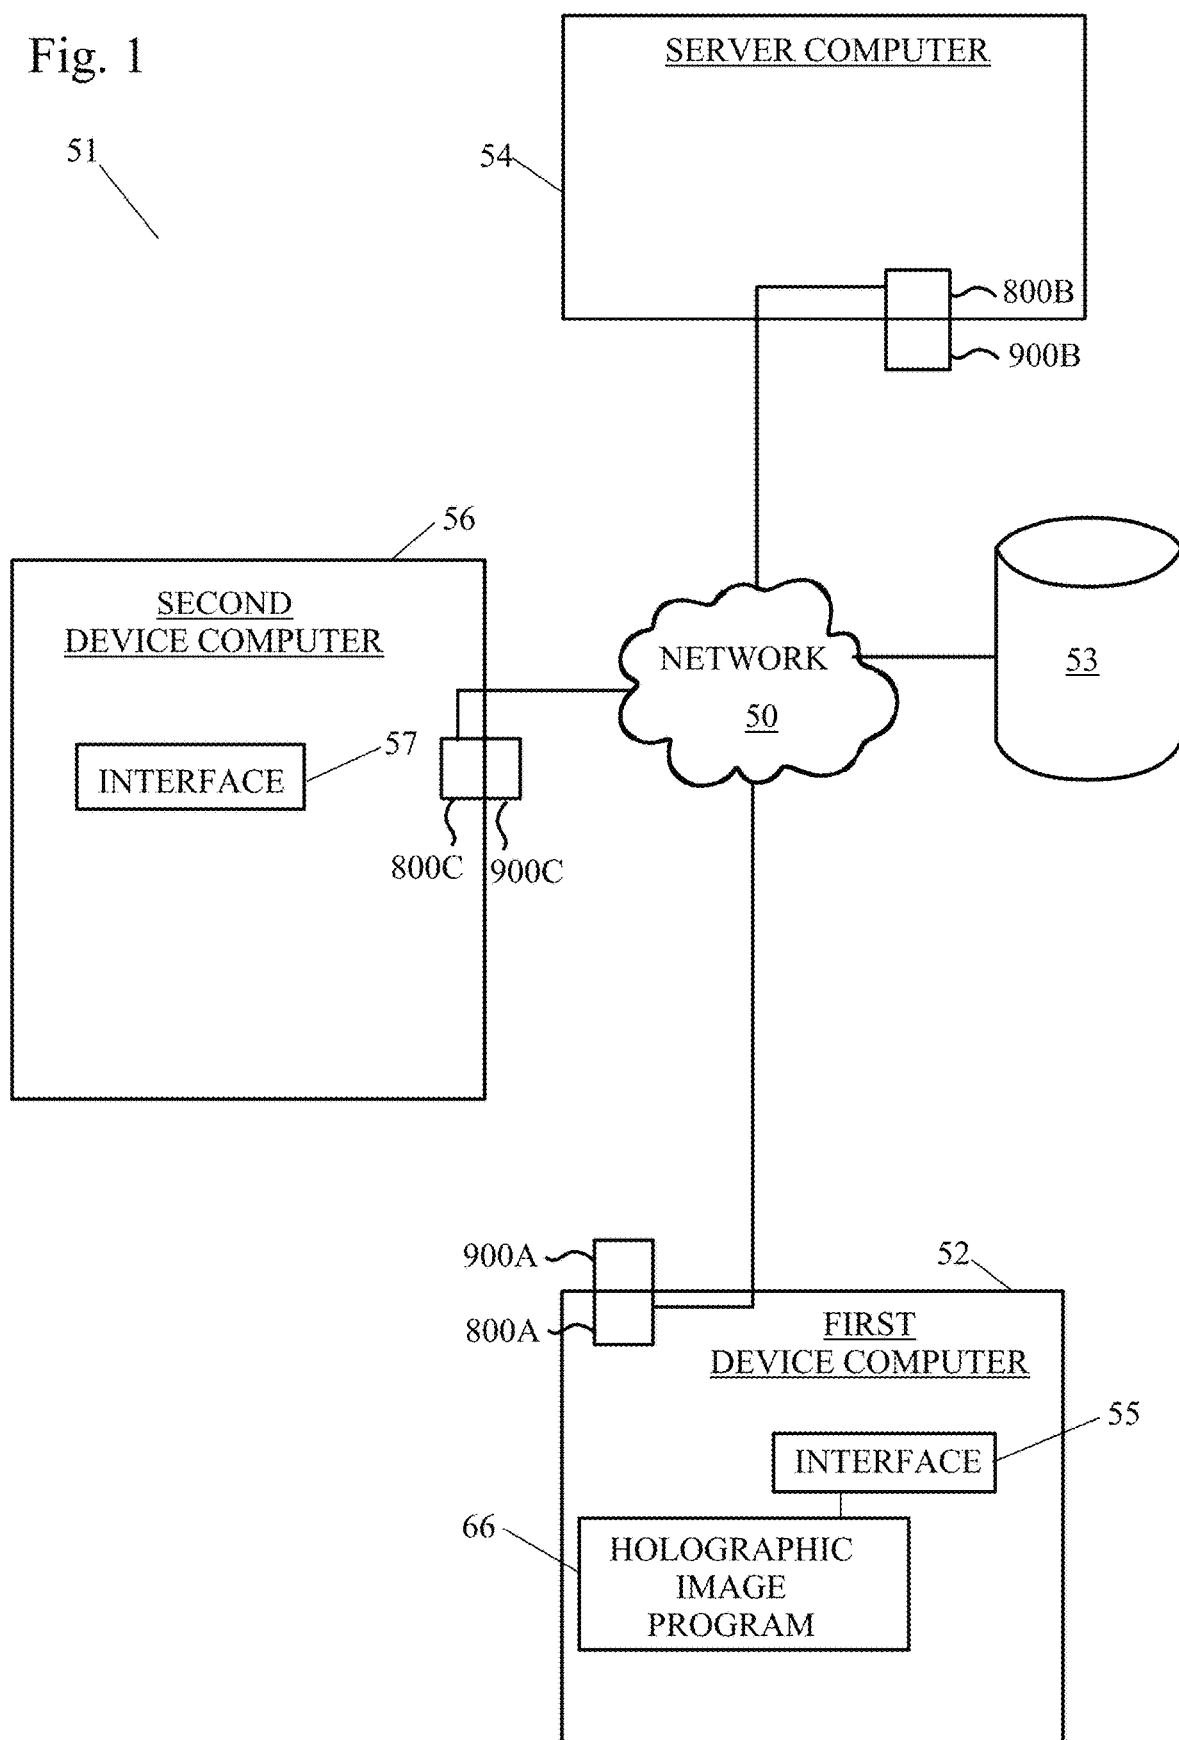 Fig. 1
SERVER COMPUTER
51
54
800B
900B
56
SECOND
DEVICE COMPUTER
NETWORK
53
50
57
INTERFACE
800C
900C
900A
52
800A
FIRST
DEVICE COMPUTER
55
INTERFACE
66
HOLOGRAPHIC
IMAGE
PROGRAM